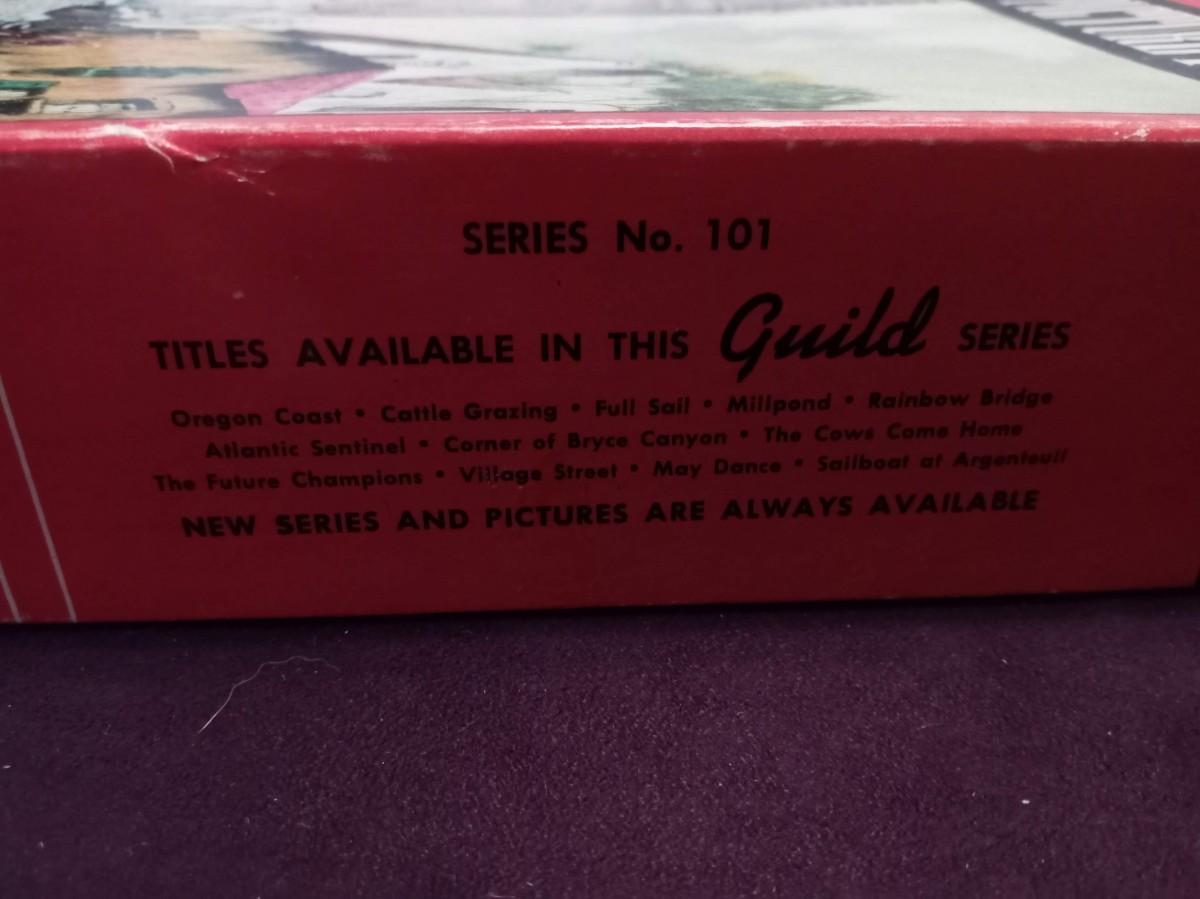 SERIES No. 101
TITLES AVAILABLE IN THIS Guild SERIES
Oregon Coast • Cattle Grazing • Full Sail • Millpond • Rainbow Bridge
Atlantic Sentinel • Corner of Bryce Canyon • The Cows Come Home
The Future Champions • Village Street • May Dance • Sailboat at Argenteuil
NEW SERIES AND PICTURES ARE ALWAYS AVAILABLE